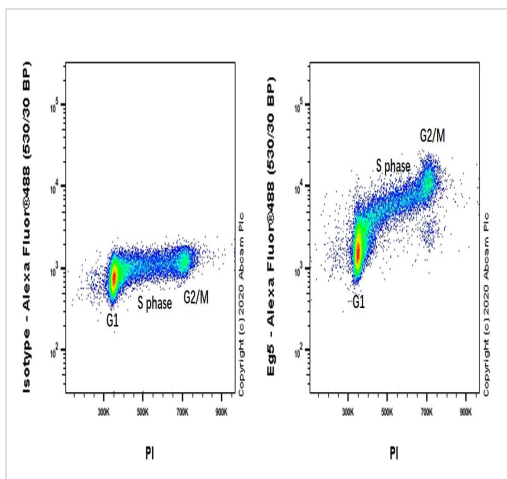 Isotype - Alexa Fluor®488 (530/30 BP)
10^5
10^4
10^3
10^2
S phase
G2/M
G1
300K 500K 700K 900K
PI
Copyright (c) 2020 Abcam Plc
Eg5 - Alexa Fluor®488 (530/30 BP)
10^5
10^4
10^3
10^2
G2/M
S phase
G1
300K 500K 700K 900K
PI
Copyright (c) 2020 Abcam Plc